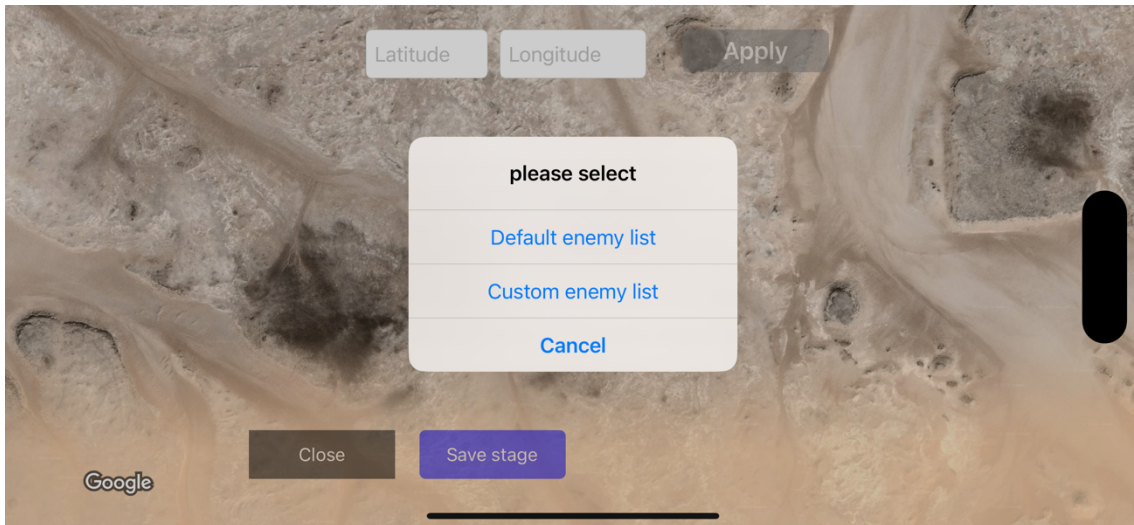 Latitude
Longitude
Apply
please select
Default enemy list
Custom enemy list
Cancel
Close
Save stage
Google